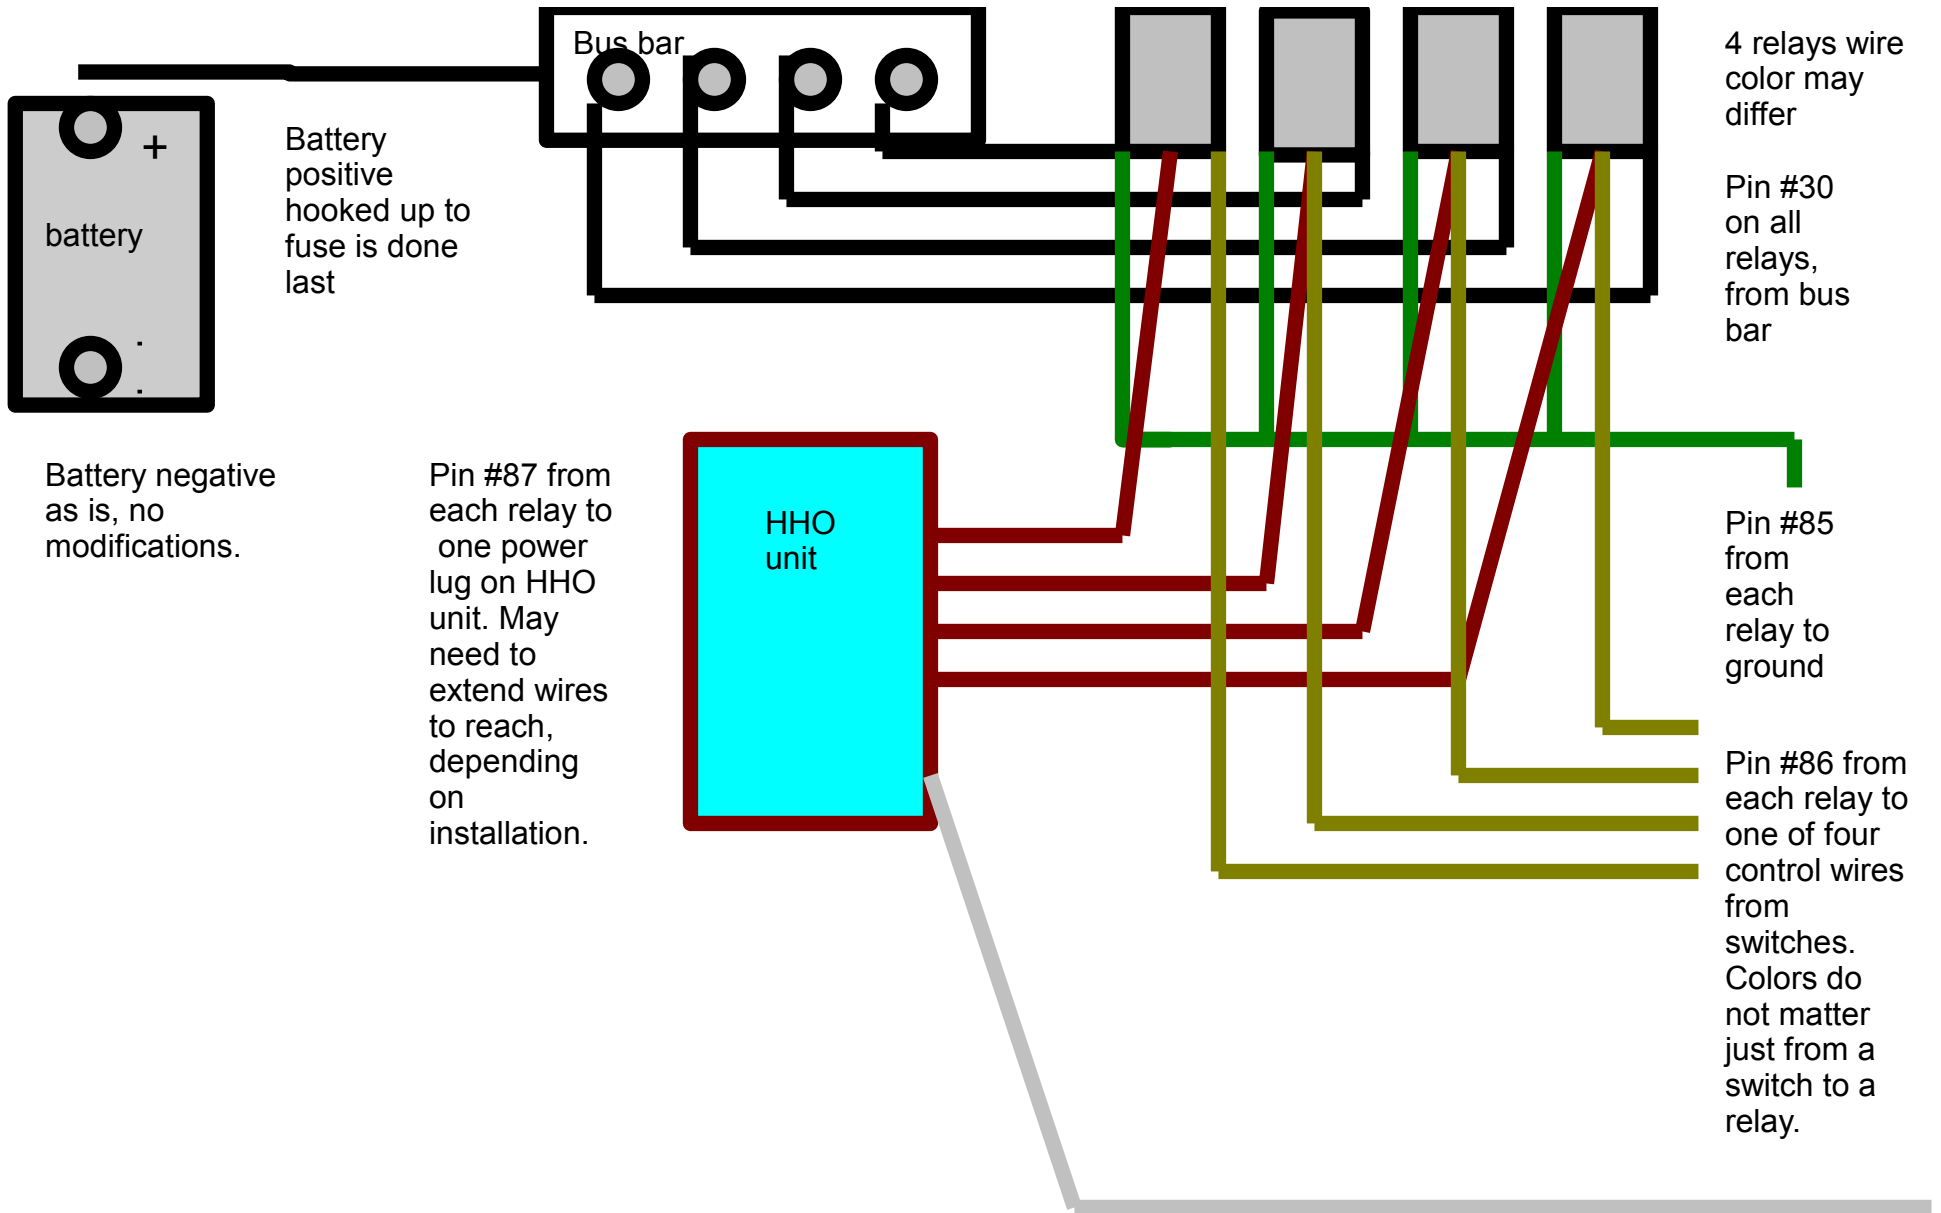 Bus bar
4 relays wire
color may
differ
+
Battery
positive
hooked up to
fuse is done
last
battery
Pin #30
on all
relays,
from bus
bar
Battery negative
as is, no
modifications.
Pin #87 from
each relay to
one power
lug on HHO
unit. May
need to
extend wires
to reach,
depending
on
installation.
HHO
unit
Pin #85
from
each
relay to
ground
Pin #86 from
each relay to
one of four
control wires
from
switches.
Colors do
not matter
just from a
switch to a
relay.